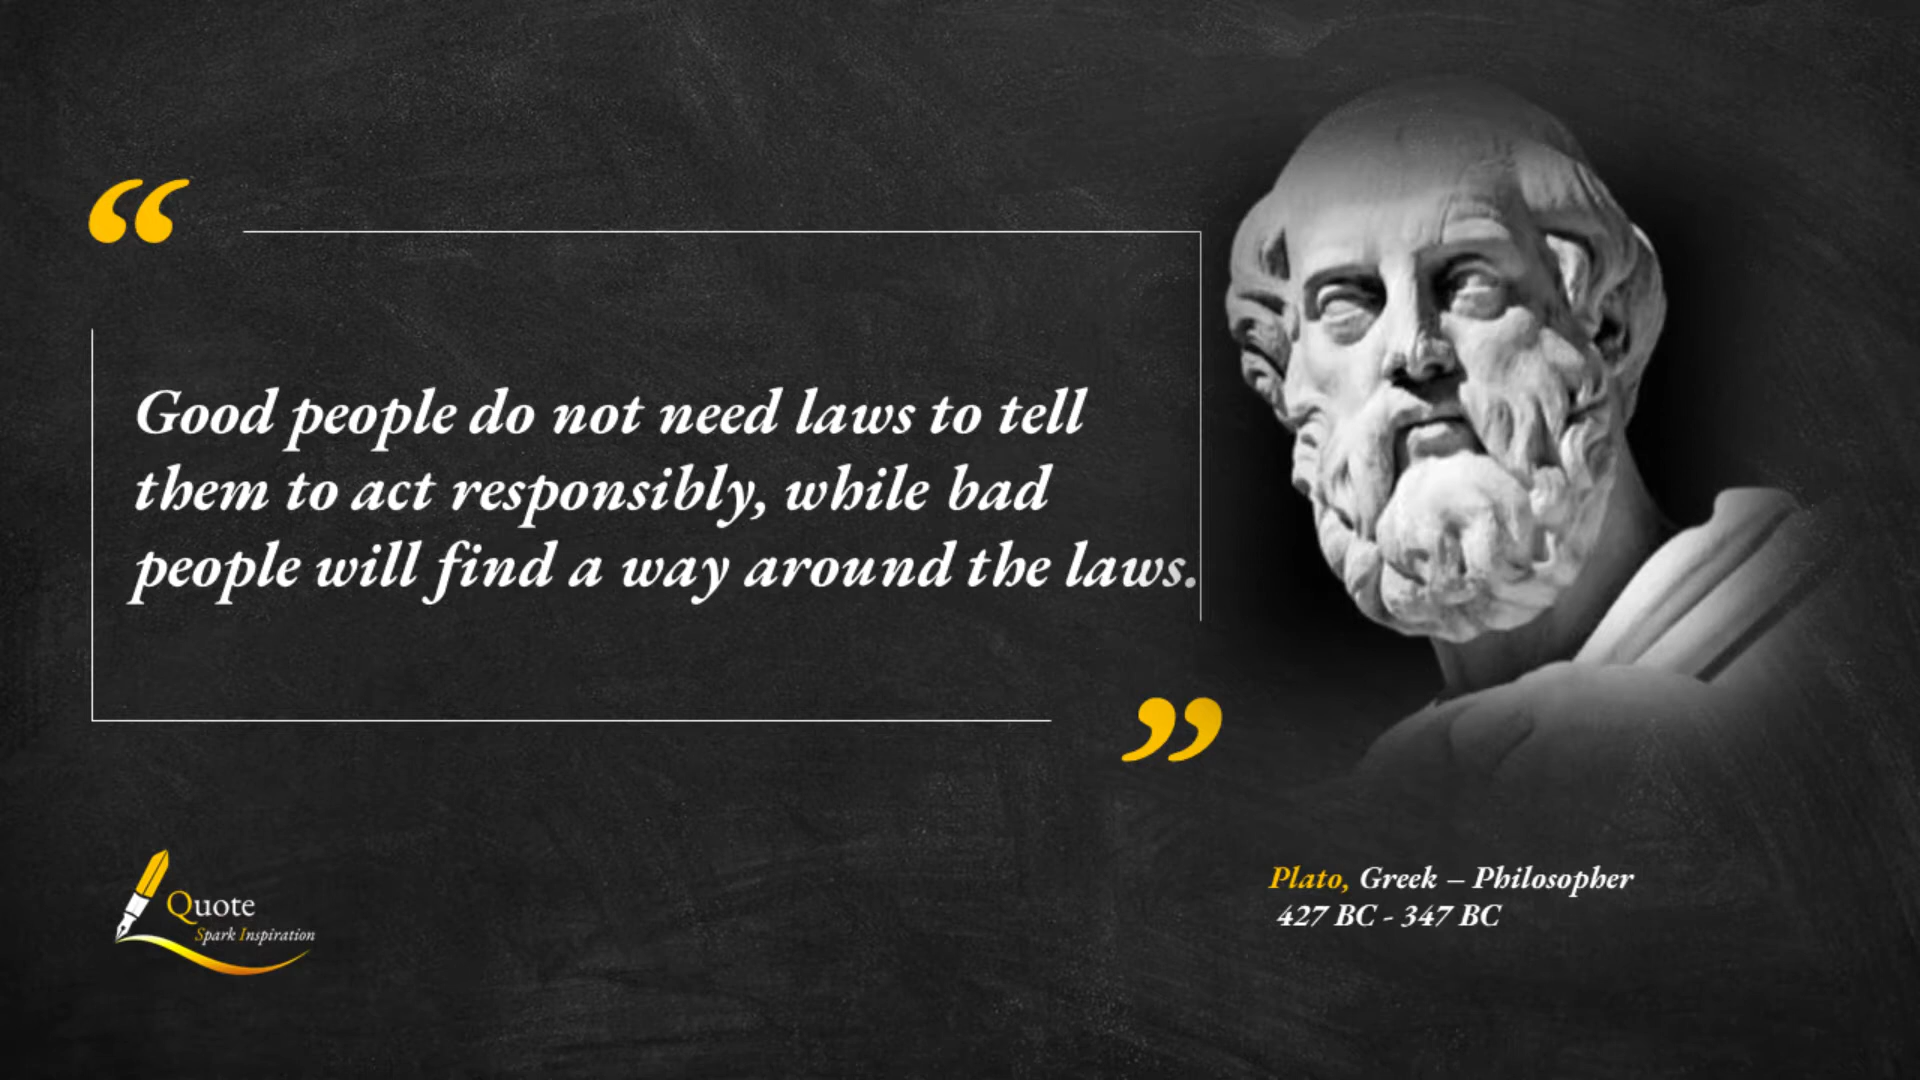 “
Good people do not need laws to tell
them to act responsibly, while bad
people will find a way around the laws.
”
Quote
Spark Inspiration
Plato, Greek – Philosopher
427 BC - 347 BC